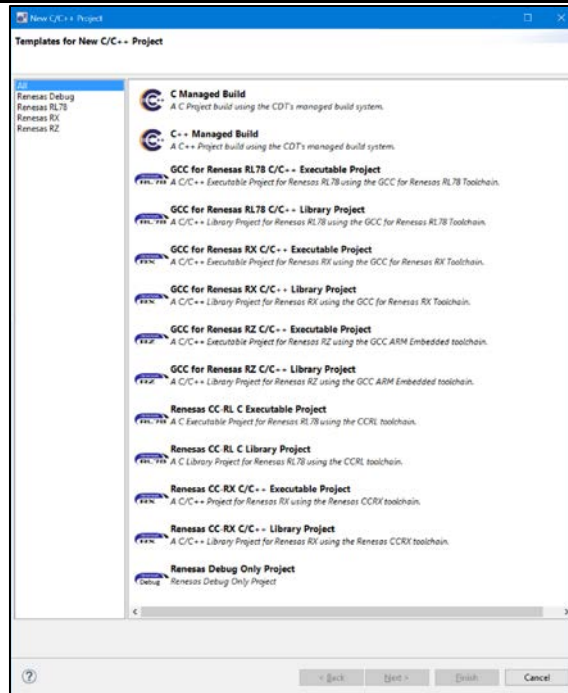 New C/C++ Project
Templates for New C/C++ Project
All
Renesas Debug
Renesas RL78
Renesas RX
Renesas RZ
C Managed Build
A C Project build using the CDT's managed build system.
C++ Managed Build
A C++ Project build using the CDT's managed build system.
GCC for Renesas RL78 C/C++ Executable Project
A C/C++ Executable Project for Renesas RL78 using the GCC for Renesas RL78 Toolchain.
GCC for Renesas RL78 C/C++ Library Project
A C/C++ Library Project for Renesas RL78 using the GCC for Renesas RL78 Toolchain.
GCC for Renesas RX C/C++ Executable Project
A C/C++ Executable Project for Renesas RX using the GCC for Renesas RX Toolchain.
GCC for Renesas RX C/C++ Library Project
A C/C++ Library Project for Renesas RX using the GCC for Renesas RX Toolchain.
GCC for Renesas RZ C/C++ Executable Project
A C/C++ Executable Project for Renesas RZ using the GCC ARM Embedded toolchain.
GCC for Renesas RZ C/C++ Library Project
A C/C++ Library Project for Renesas RZ using the GCC ARM Embedded toolchain.
Renesas CC-RL C Executable Project
A C Executable Project for Renesas RL78 using the CCRL toolchain.
Renesas CC-RL C Library Project
A C Library Project for Renesas RL78 using the CCRL toolchain.
Renesas CC-RX C/C++ Executable Project
A C/C++ Project for Renesas RX using the Renesas CCRX toolchain.
Renesas CC-RX C/C++ Library Project
A C/C++ Library Project for Renesas RX using the Renesas CCRX toolchain.
Debug
Renesas Debug Only Project
Renesas Debug Only Project
< Back
Next >
Finish
Cancel